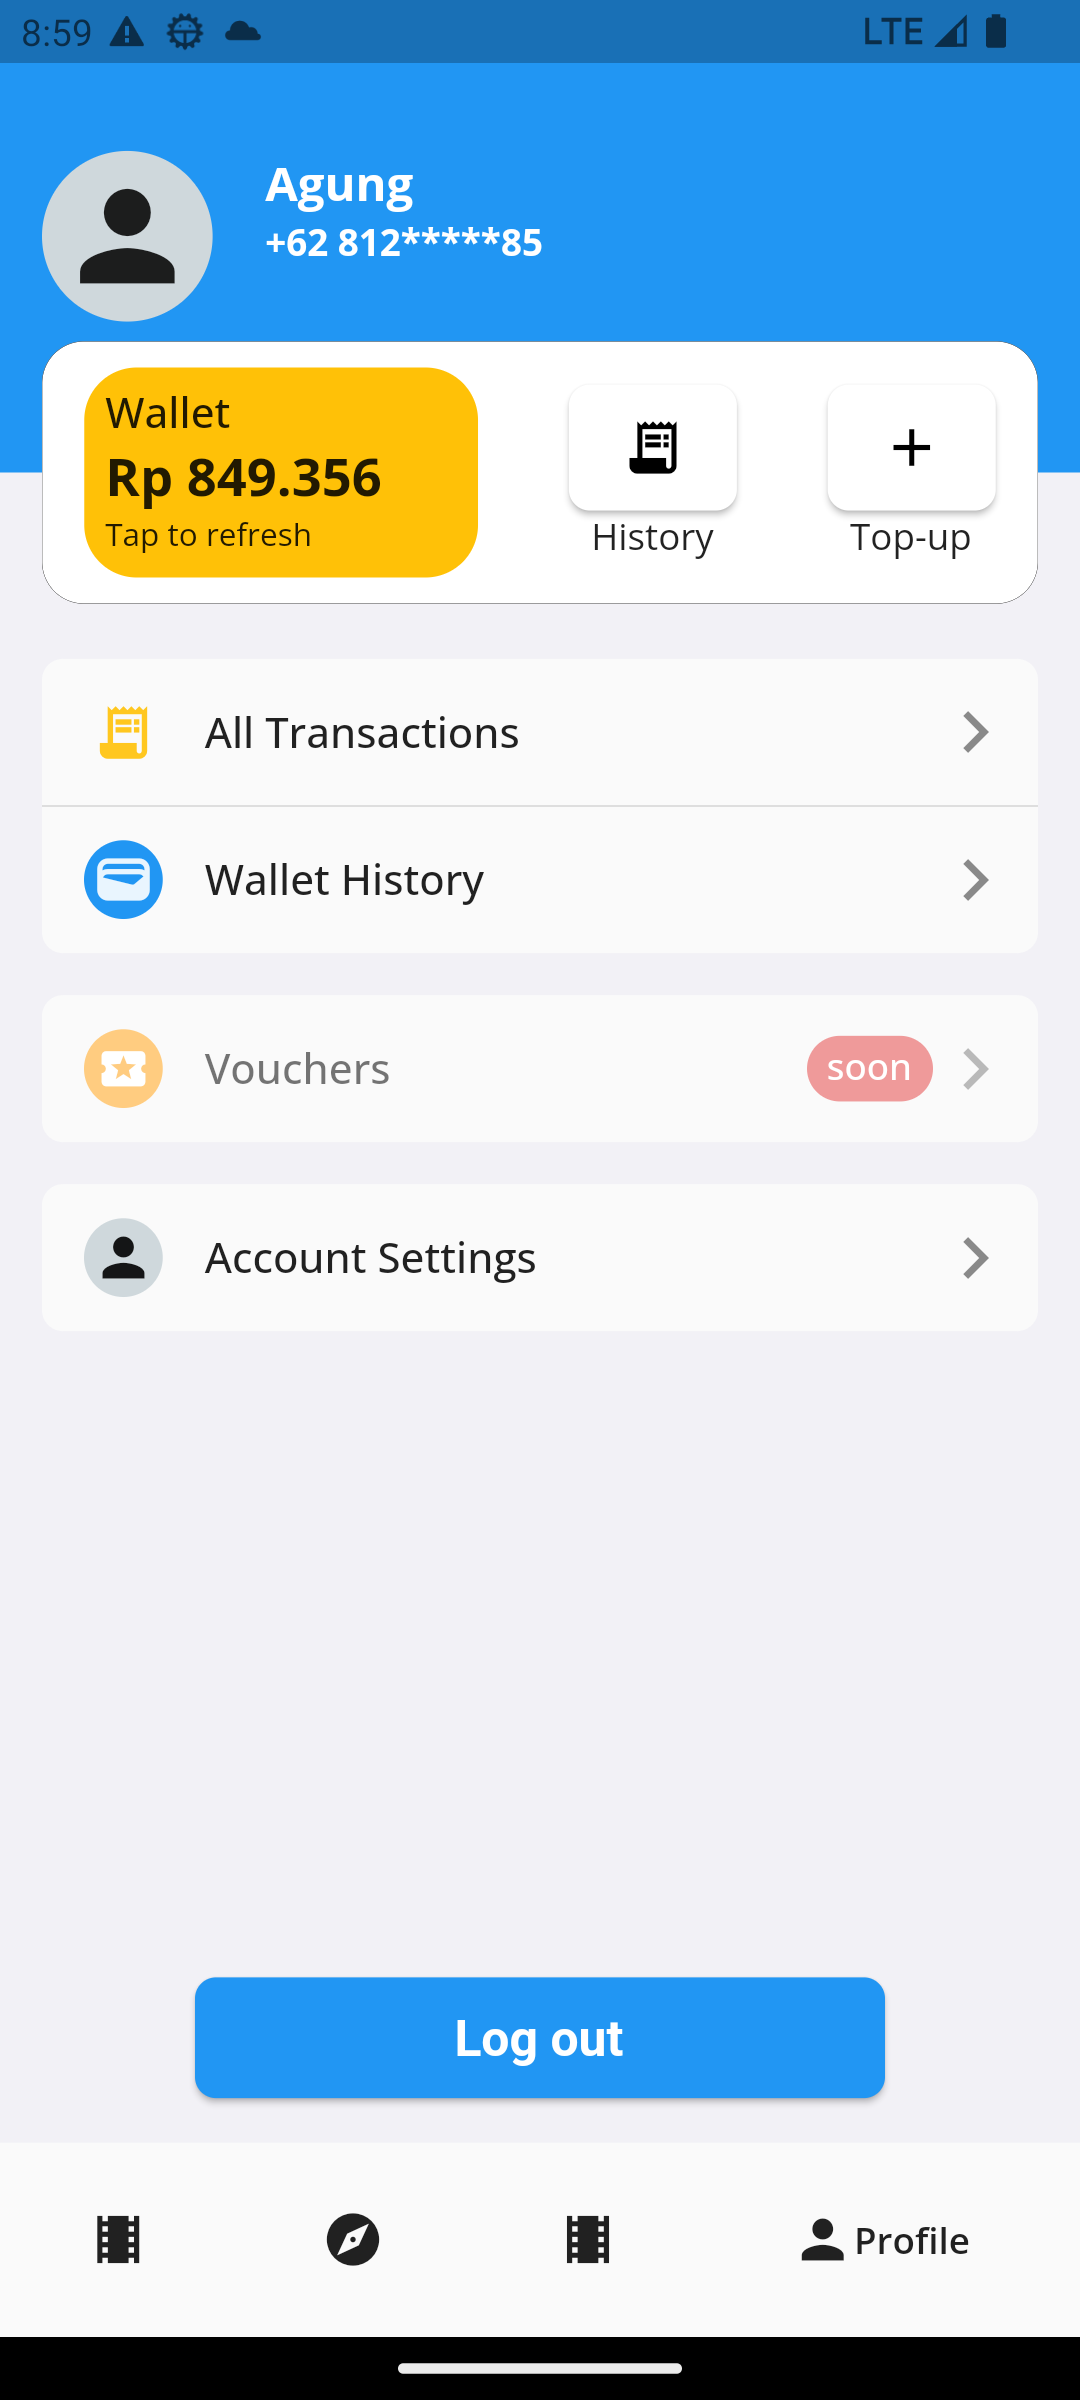 8:59
LTE
Agung
+62 812*****85
Wallet
Rp 849.356
Tap to refresh
History
Top-up
All Transactions
Wallet History
Vouchers
soon
Account Settings
Log out
Profile